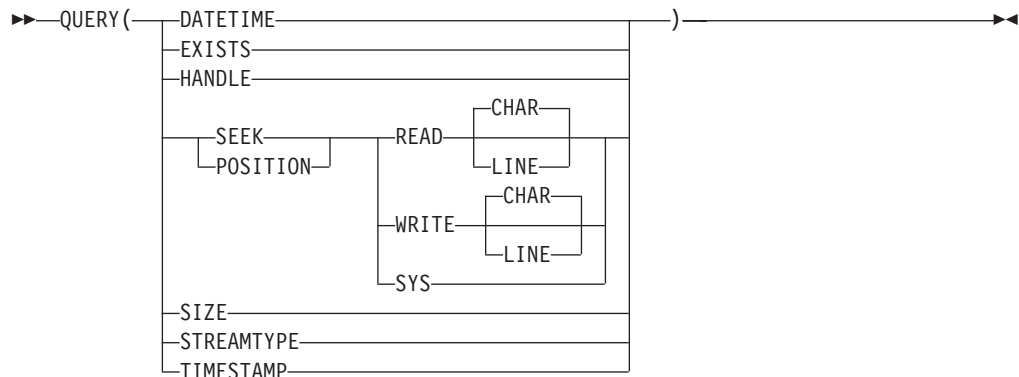 QUERY( DATETIME )
EXISTS
HANDLE
CHAR
SEEK READ
POSITION LINE
CHAR
WRITE
LINE
SYS
SIZE
STREAMTYPE
TIMESTAMP